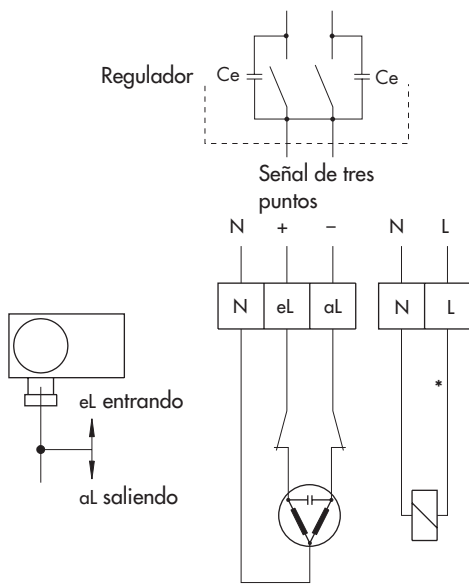 Regulador
Ce
Ce
Señal de tres
puntos
N + − N L
N eL aL N L
*
eL entrando
aL saliendo